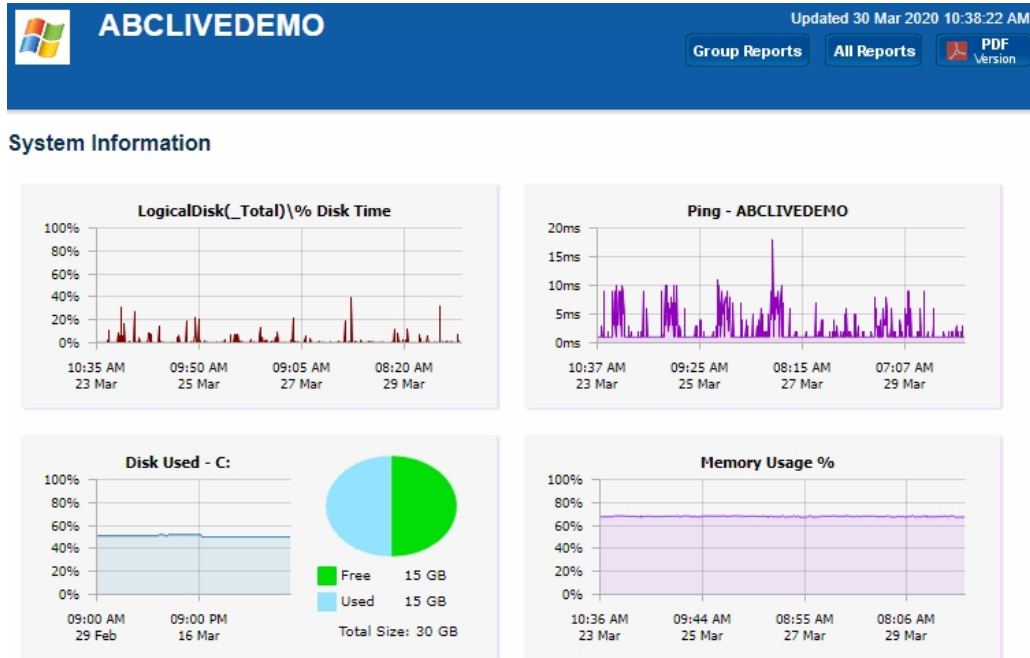 ABCLIVEDEMO
Updated 30 Mar 2020 10:38:22 AM
Group Reports
All Reports
PDF
Version
System Information
LogicalDisk(_Total)\% Disk Time
100%
80%
60%
40%
20%
0%
10:35 AM 09:50 AM 09:05 AM 08:20 AM
23 Mar 25 Mar 27 Mar 29 Mar
Ping - ABCLIVEDEMO
20ms
15ms
10ms
5ms
0ms
10:37 AM 09:25 AM 08:15 AM 07:07 AM
23 Mar 25 Mar 27 Mar 29 Mar
Disk Used - C:
100%
80%
60%
40%
20%
0%
09:00 AM 09:00 PM
29 Feb 16 Mar
Free 15 GB
Used 15 GB
Total Size: 30 GB
Memory Usage %
100%
80%
60%
40%
20%
0%
10:36 AM 09:44 AM 08:55 AM 08:06 AM
23 Mar 25 Mar 27 Mar 29 Mar